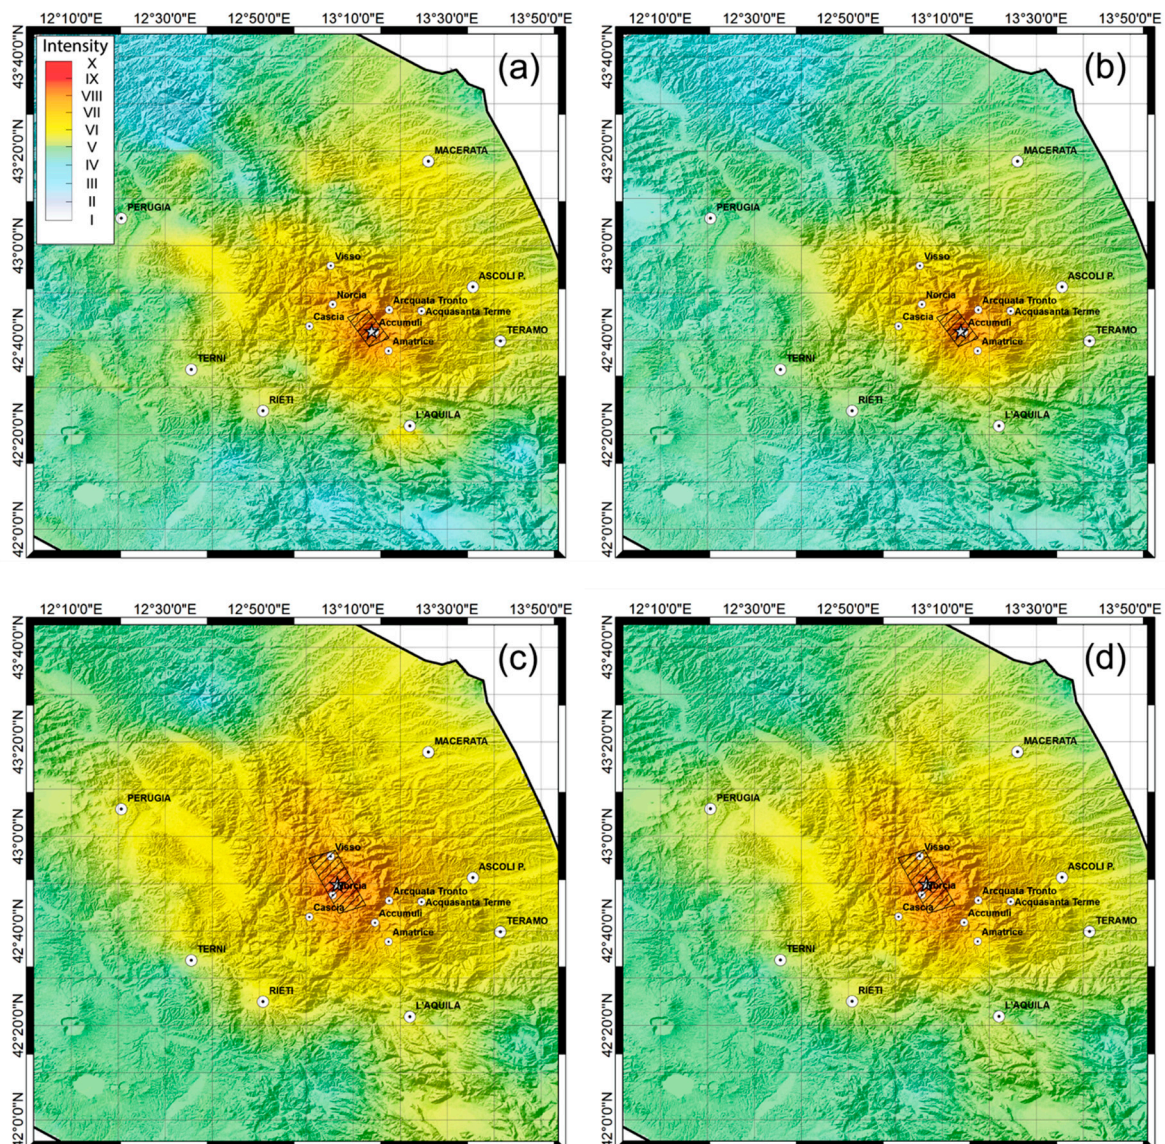 12°10'0"E 12°30'0"E 12°50'0"E 13°10'0"E 13°30'0"E 13°50'0"E
43°40'0"N
43°20'0"N
43°0'0"N
42°40'0"N
42°20'0"N
42°0'0"N
Intensity
X
IX
VIII
VII
VI
V
IV
III
II
I
(a)
MACERATA
PERUGIA
Visso
ASCOLI P.
Norcia
Arcquata Tronto
Acquasanta Terme
Cascia
Accumuli
TERAMO
Amatrice
TERNI
RIETI
L'AQUILA
12°10'0"E 12°30'0"E 12°50'0"E 13°10'0"E 13°30'0"E 13°50'0"E
43°40'0"N
43°20'0"N
43°0'0"N
42°40'0"N
42°20'0"N
42°0'0"N
(b)
MACERATA
PERUGIA
Visso
ASCOLI P.
Norcia
Arcquata Tronto
Acquasanta Terme
Cascia
Accumuli
TERAMO
Amatrice
TERNI
RIETI
L'AQUILA
12°10'0"E 12°30'0"E 12°50'0"E 13°10'0"E 13°30'0"E 13°50'0"E
43°40'0"N
43°20'0"N
43°0'0"N
42°40'0"N
42°20'0"N
42°0'0"N
(c)
MACERATA
PERUGIA
Visso
ASCOLI P.
Norcia
Arcquata Tronto
Acquasanta Terme
Cascia
Accumuli
TERAMO
Amatrice
TERNI
RIETI
L'AQUILA
12°10'0"E 12°30'0"E 12°50'0"E 13°10'0"E 13°30'0"E 13°50'0"E
43°40'0"N
43°20'0"N
43°0'0"N
42°40'0"N
42°20'0"N
42°0'0"N
(d)
MACERATA
PERUGIA
Visso
ASCOLI P.
Norcia
Arcquata Tronto
Acquasanta Terme
Cascia
Accumuli
TERAMO
Amatrice
TERNI
RIETI
L'AQUILA